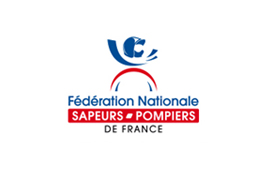 Fédération Nationale
SAPEURS-POMPIERS
DE FRANCE